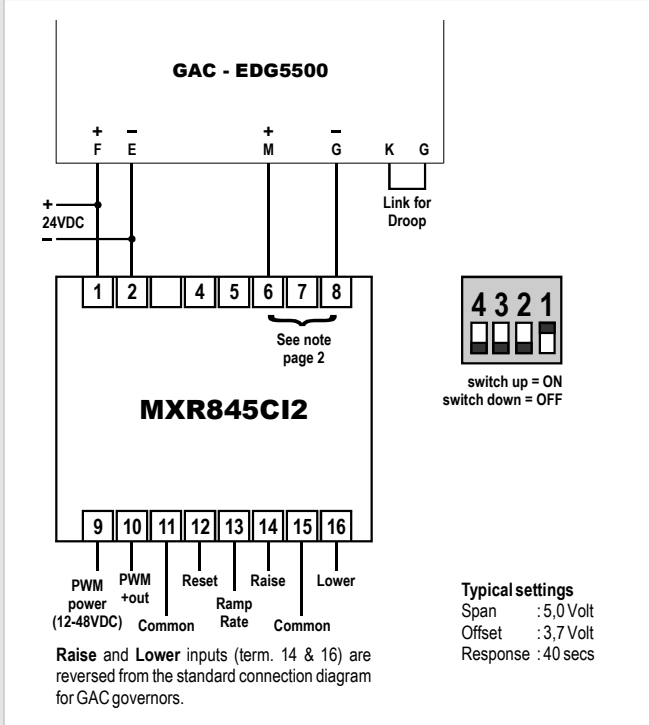 GAC - EDG5500
+ − + −
F E M G K G
Link for
Droop
+
24VDC
−
1 2 4 5 6 7 8
See note
page 2
4 3 2 1
switch up = ON
switch down = OFF
MXR845CI2
9 10 11 12 13 14 15 16
PWM
power
(12-48VDC)
PWM
+out
Common
Reset
Ramp
Rate
Raise
Common
Lower
Raise and Lower inputs (term. 14 & 16) are
reversed from the standard connection diagram
for GAC governors.
Typical settings
Span : 5,0 Volt
Offset : 3,7 Volt
Response : 40 secs